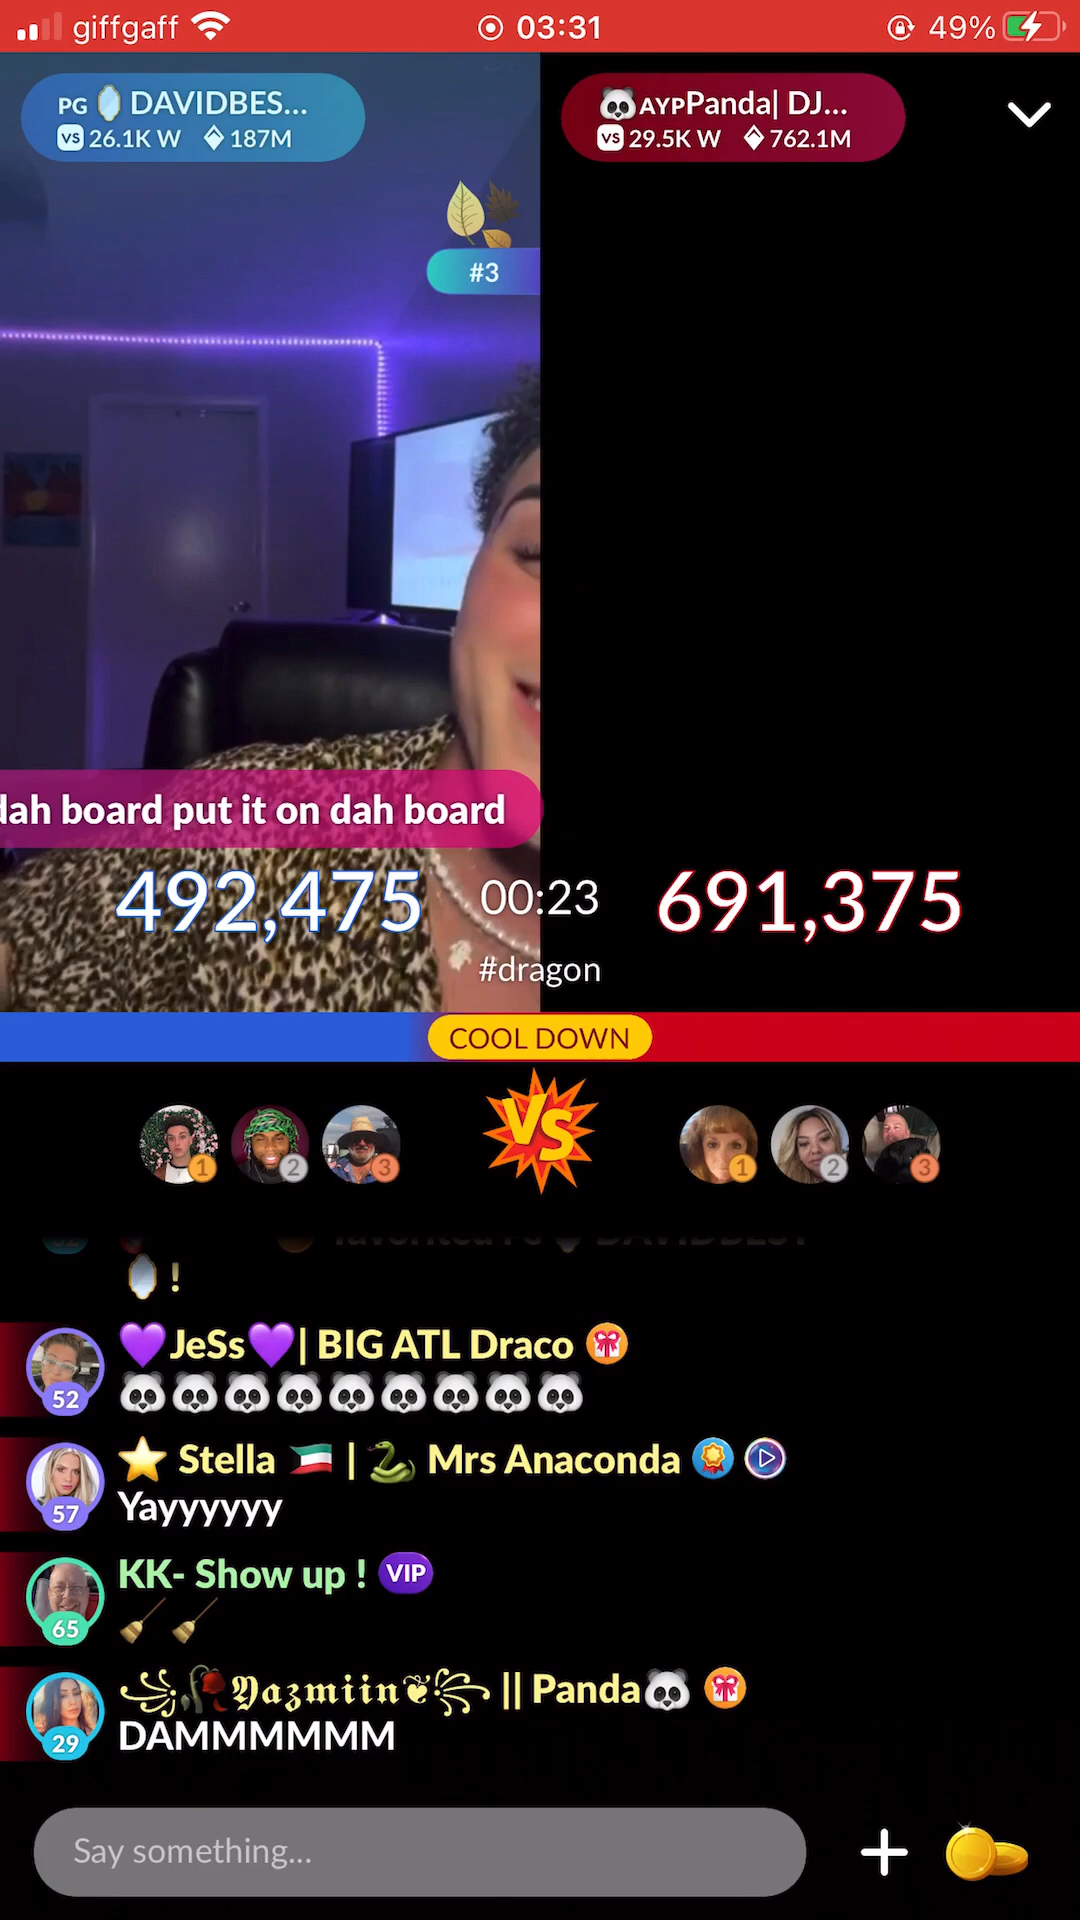 giffgaff 03:31 49%
PG DAVIDBES...
VS 26.1K W 187M
AYPPanda| DJ...
VS 29.5K W 762.1M
#3
dah board put it on dah board
492,475 00:23 691,375
#dragon
COOL DOWN
1 2 3 VS 1 2 3
!
💜JeSs💜| BIG ATL Draco
🐼🐼🐼🐼🐼🐼🐼🐼🐼
52
⭐ Stella 🇰🇼 | 🐍 Mrs Anaconda
Yayyyyyy
57
KK- Show up ! VIP
🧹 🧹
65
𝖄𝖆𝖟𝖒𝖎𝖎𝖓 || Panda🐼
DAMMMMMM
29
Say something...